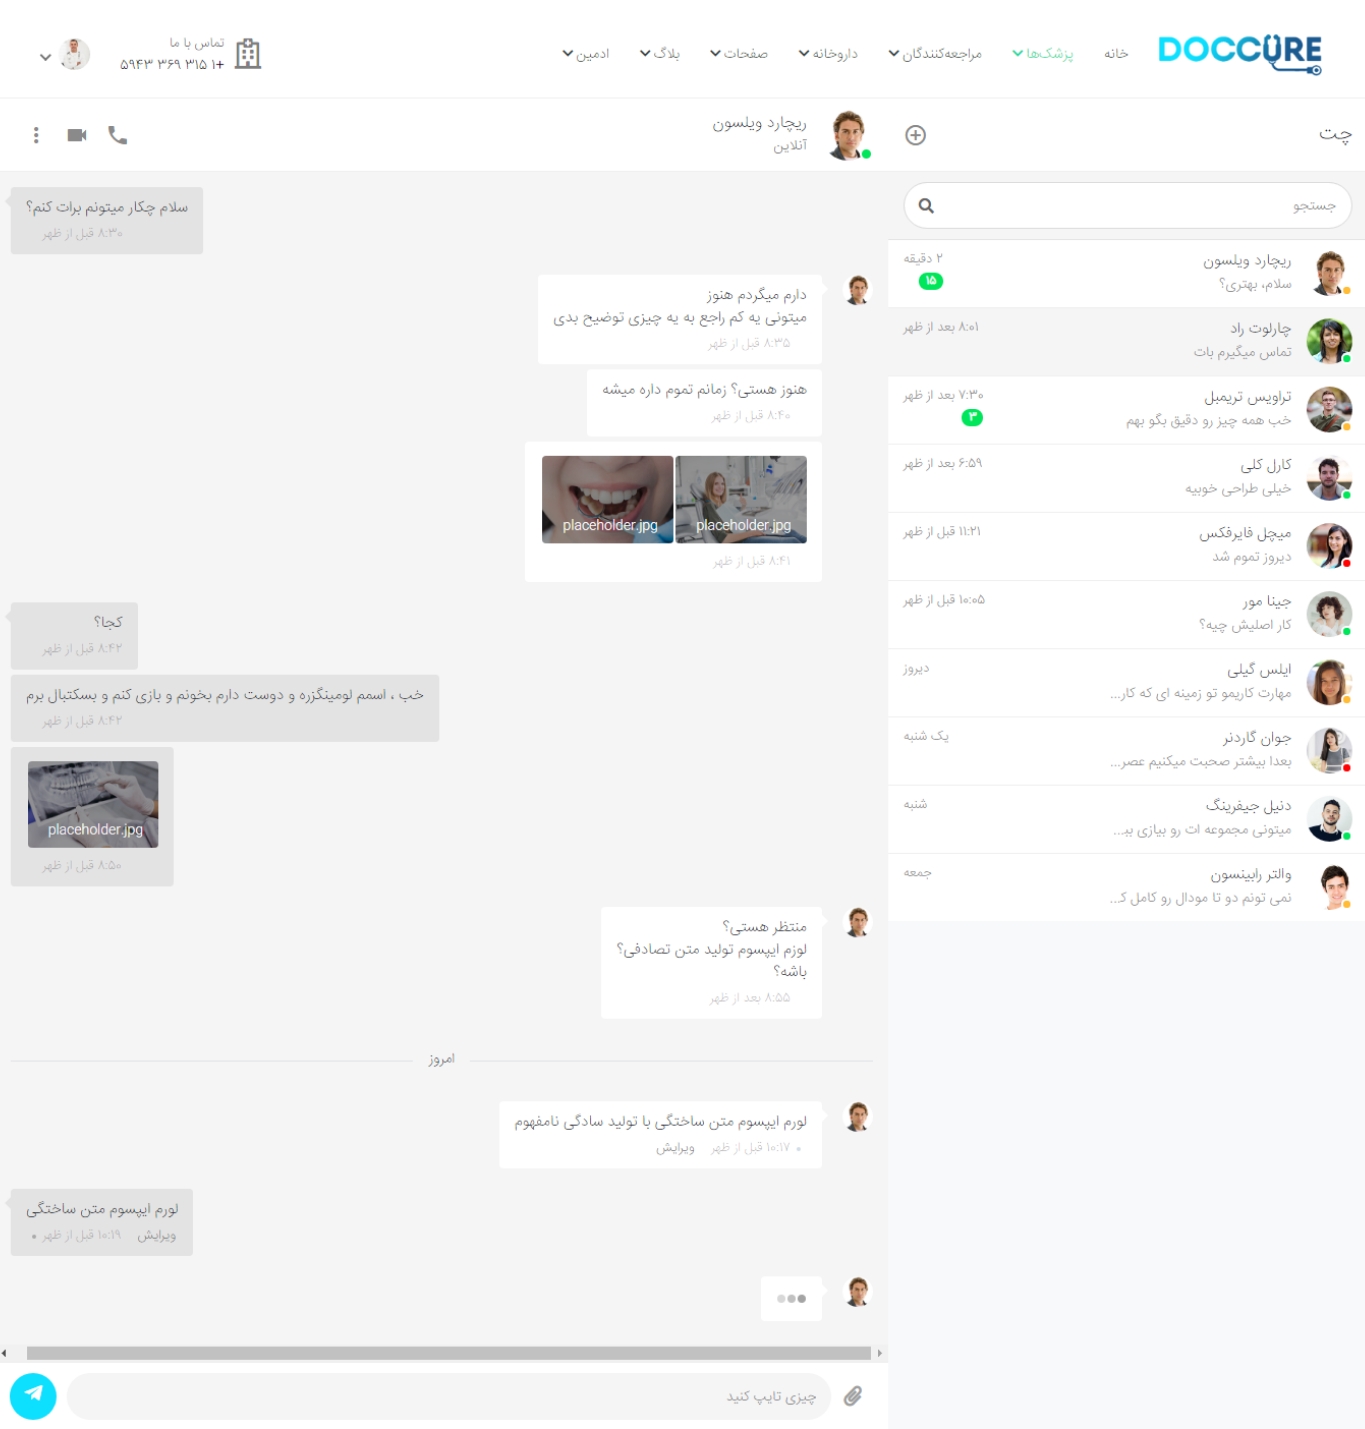 DOCCURE
خانه
پزشک‌ها
مراجعه‌کنندگان
داروخانه
صفحات
بلاگ
ادمین
تماس با ما
+۱ ۳۱۵ ۳۶۹ ۵۹۴۳
چت
جستجو
ریچارد ویلسون
۲ دقیقه
سلام، بهتری؟
۱۵
چارلوت راد
۸:۰۱ بعد از ظهر
تماس میگیرم بات
تراویس تریمبل
۷:۳۰ بعد از ظهر
خب همه چیز رو دقیق بگو بهم
۳
کارل کلی
۶:۵۹ بعد از ظهر
خیلی طراحی خوبیه
میچل فایرفکس
۱۱:۲۱ قبل از ظهر
دیروز تموم شد
جینا مور
۱۰:۰۵ قبل از ظهر
کار اصلیش چیه؟
ایلس گیلی
دیروز
مهارت کاریمو تو زمینه ای که کار...
جوان گاردنر
یک شنبه
بعدا بیشتر صحبت میکنیم عصر...
دنیل جیفرینگ
شنبه
میتونی مجموعه ات رو بیازی بب...
والتر رابینسون
جمعه
نمی تونم دو تا مودال رو کامل ک...
ریچارد ویلسون
آنلاین
سلام چکار میتونم برات کنم؟
۸:۳۰ قبل از ظهر
دارم میگردم هنوز
میتونی یه کم راجع به یه چیزی توضیح بدی
۸:۳۵ قبل از ظهر
هنوز هستی؟ زمانم تموم داره میشه
۸:۴۰ قبل از ظهر
placeholder.jpg
placeholder.jpg
۸:۴۱ قبل از ظهر
کجا؟
۸:۴۲ قبل از ظهر
خب ، اسمم لومینگزره و دوست دارم بخونم و بازی کنم و بسکتبال برم
۸:۴۲ قبل از ظهر
placeholder.jpg
۸:۵۰ قبل از ظهر
منتظر هستی؟
لوزم ایپسوم تولید متن تصادفی؟
باشه؟
۸:۵۵ بعد از ظهر
امروز
لورم ایپسوم متن ساختگی با تولید سادگی نامفهوم
۱۰:۱۷ قبل از ظهر ویرایش
لورم ایپسوم متن ساختگی
ویرایش ۱۰:۱۹ قبل از ظهر
چیزی تایپ کنید